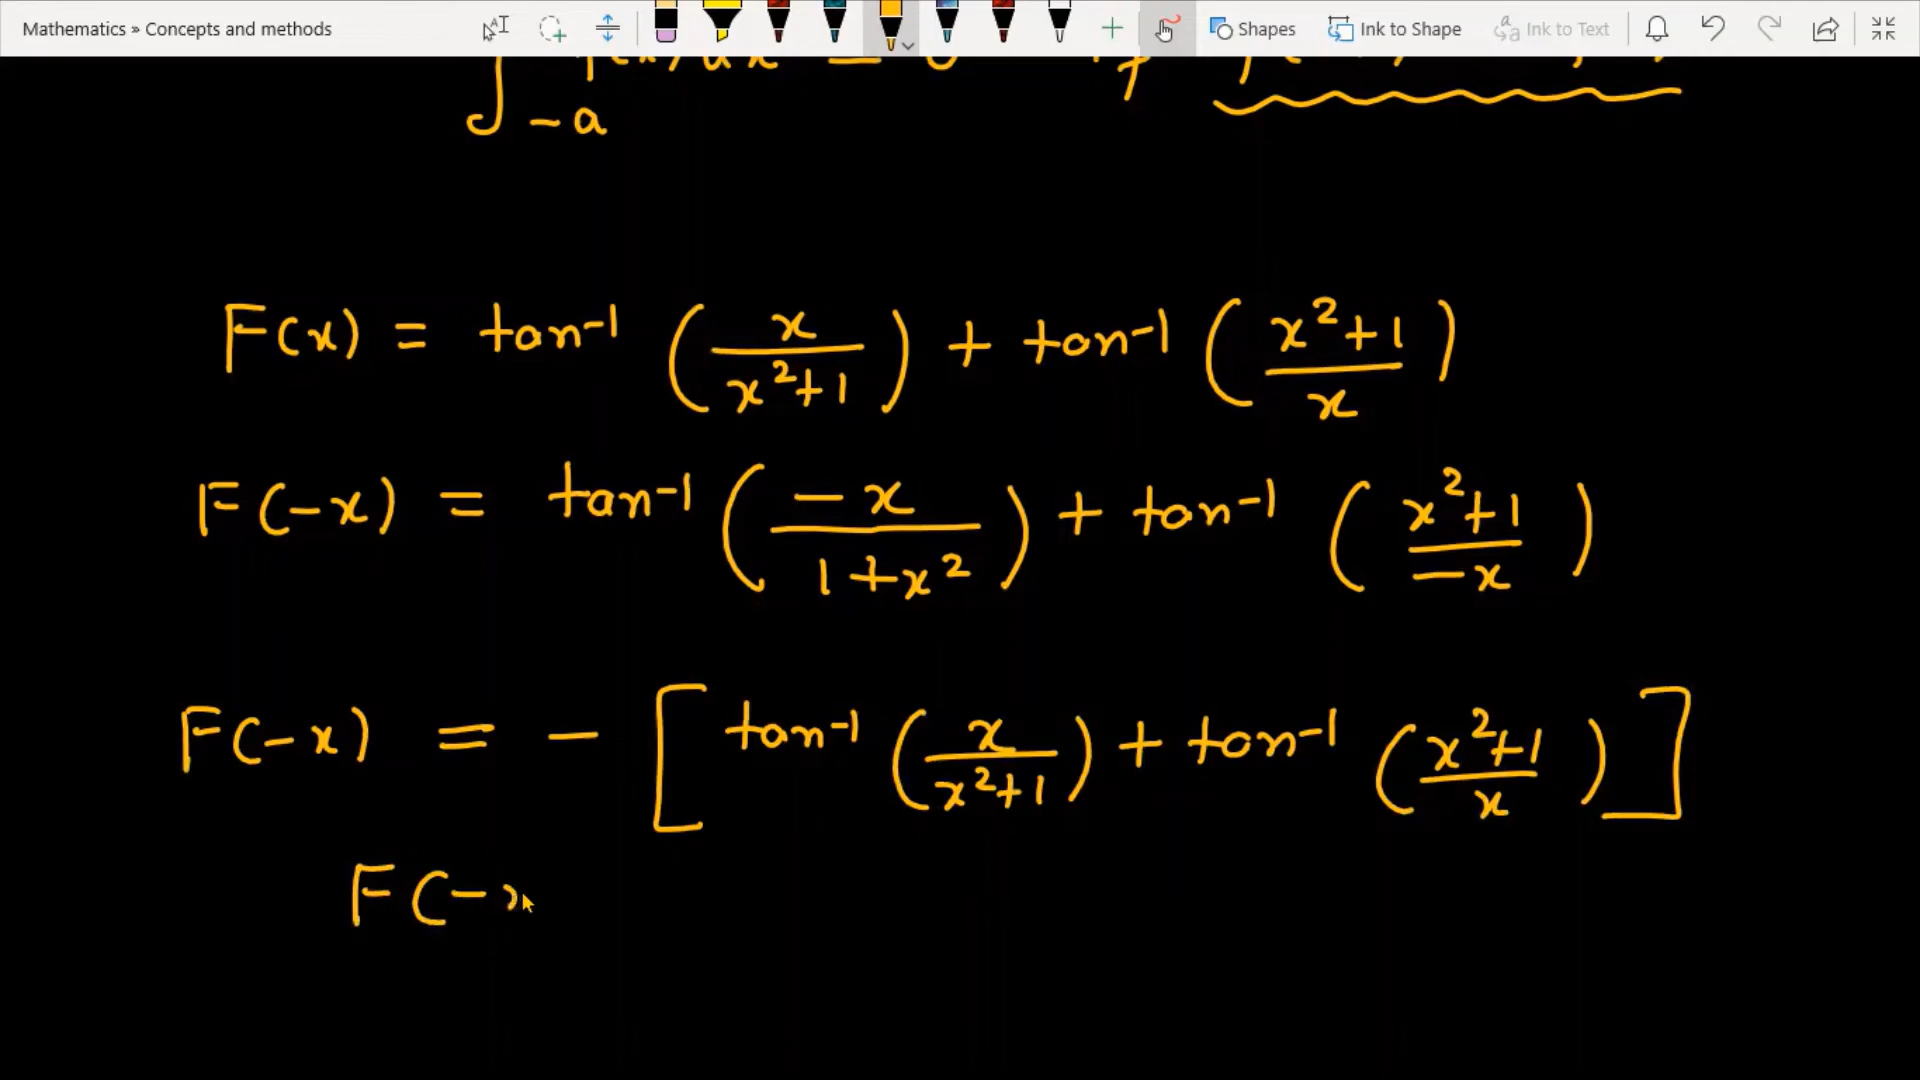 Mathematics » Concepts and methods
Shapes
Ink to Shape
Ink to Text
∫ -a
F(x) = tan⁻¹ (x / x²+1) + tan⁻¹ (x²+1 / x)
F(-x) = tan⁻¹ (-x / 1+x²) + tan⁻¹ (x²+1 / -x)
F(-x) = - [tan⁻¹ (x / x²+1) + tan⁻¹ (x²+1 / x)]
F(-x